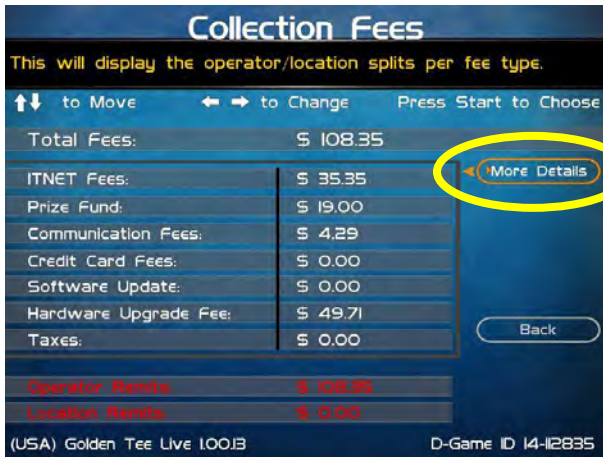 Collection Fees
This will display the operator/location splits per fee type.
to Move to Change Press Start to Choose
Total Fees: $ 108.35
More Details
ITNET Fees: $ 35.35
Prize Fund: $ 19.00
Communication Fees: $ 4.29
Credit Card Fees: $ 0.00
Software Update: $ 0.00
Hardware Upgrade Fee: $ 49.71
Taxes: $ 0.00
Back
Operator Remits: $ 108.35
Location Remits: $ 0.00
(USA) Golden Tee Live 1.00.13 D-Game ID 14-112835